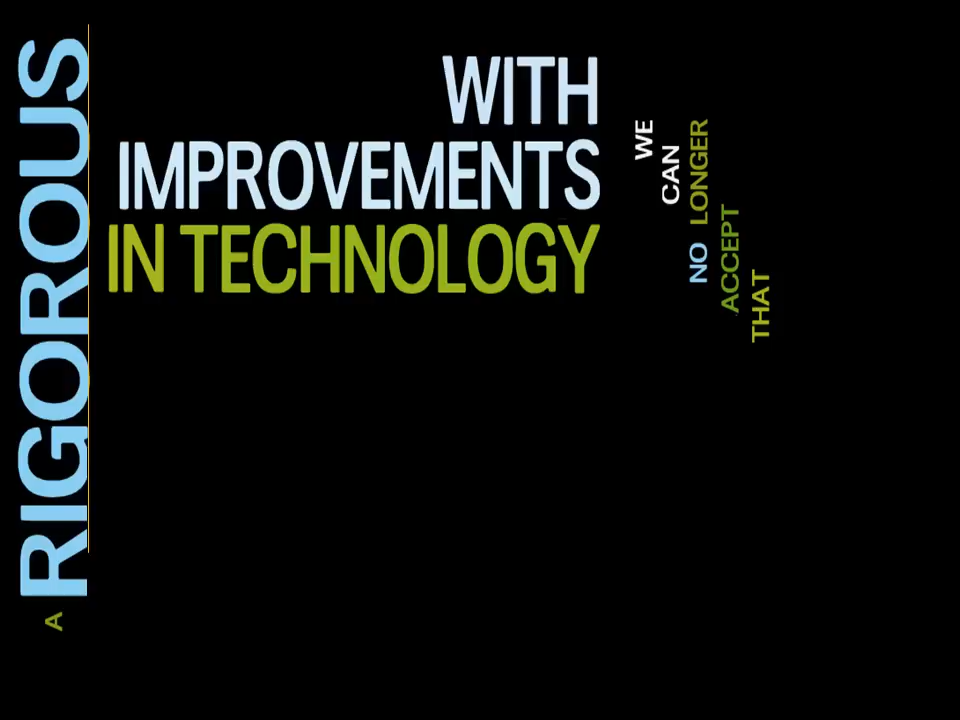 A RIGOROUS
WITH
IMPROVEMENTS
IN TECHNOLOGY
WE
CAN
NO LONGER
ACCEPT
THAT